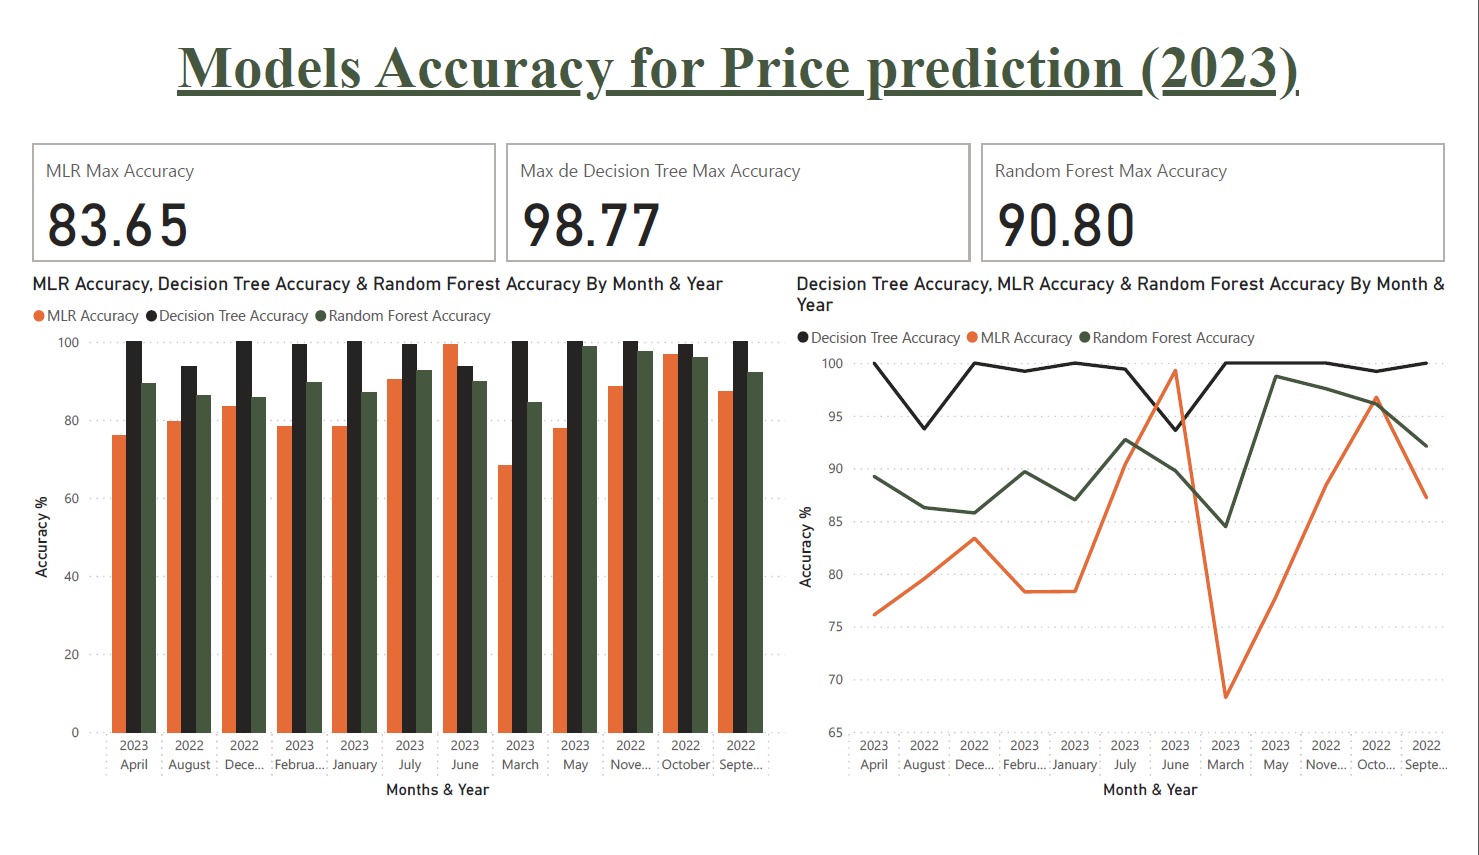 Models Accuracy for Price prediction (2023)
MLR Max Accuracy
83.65
Max de Decision Tree Max Accuracy
98.77
Random Forest Max Accuracy
90.80
MLR Accuracy, Decision Tree Accuracy & Random Forest Accuracy By Month & Year
MLR Accuracy Decision Tree Accuracy Random Forest Accuracy
100
80
60
40
20
0
Accuracy %
2023 2022 2022 2023 2023 2023 2023 2023 2023 2022 2022 2022
April August Dece... Februa... January July June March May Nove... October Septe...
Months & Year
Decision Tree Accuracy, MLR Accuracy & Random Forest Accuracy By Month &
Year
Decision Tree Accuracy MLR Accuracy Random Forest Accuracy
100
95
90
85
80
75
70
65
Accuracy %
2023 2022 2022 2023 2023 2023 2023 2023 2023 2022 2022 2022
April August Dece... Febru... January July June March May Nove... Octo... Septe...
Month & Year